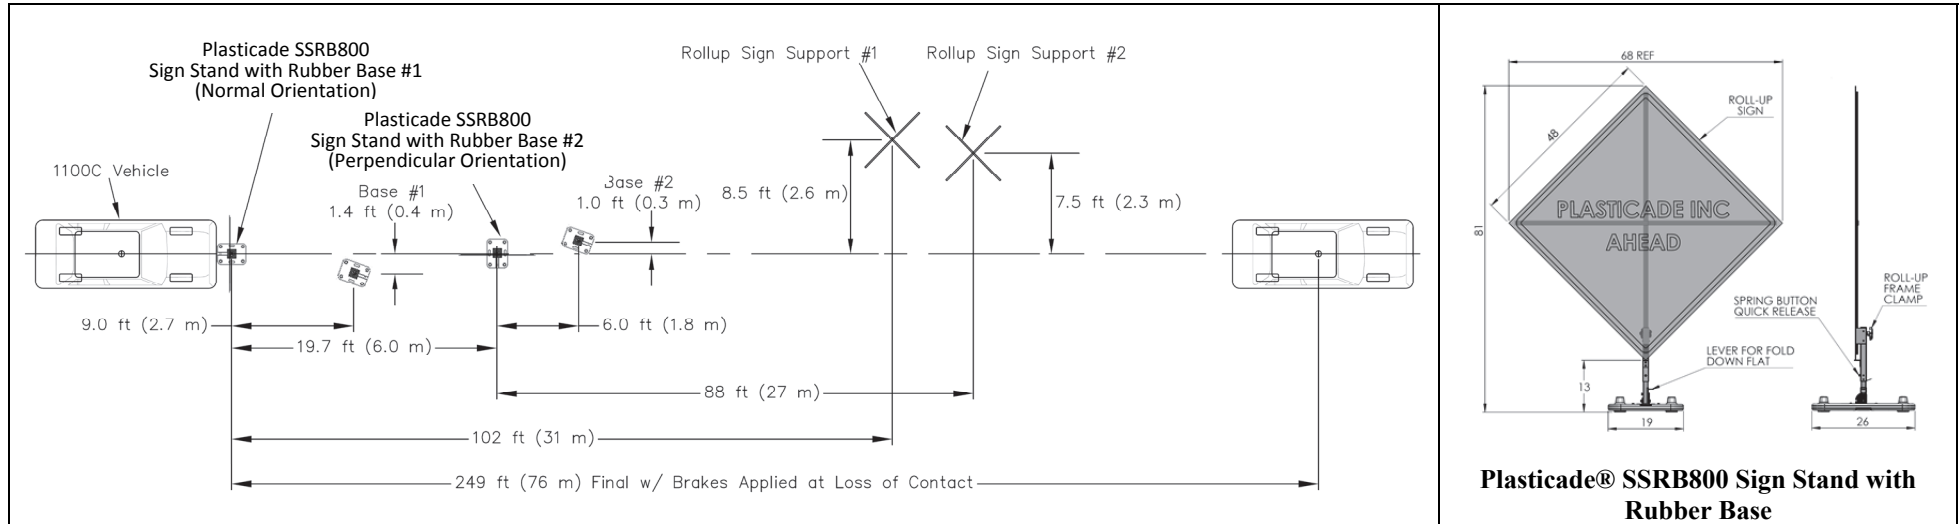 Plasticade SSRB800
Sign Stand with Rubber Base #1
(Normal Orientation)
Plasticade SSRB800
Sign Stand with Rubber Base #2
(Perpendicular Orientation)
Rollup Sign Support #1
Rollup Sign Support #2
1100C Vehicle
Base #1
1.4 ft (0.4 m)
Base #2
1.0 ft (0.3 m)
8.5 ft (2.6 m)
7.5 ft (2.3 m)
9.0 ft (2.7 m)
6.0 ft (1.8 m)
19.7 ft (6.0 m)
88 ft (27 m)
102 ft (31 m)
249 ft (76 m) Final w/ Brakes Applied at Loss of Contact
68 REF
ROLL-UP
SIGN
48
81
PLASTICADE INC
AHEAD
ROLL-UP
FRAME
CLAMP
SPRING BUTTON
QUICK RELEASE
LEVER FOR FOLD
DOWN FLAT
13
19
26
Plasticade® SSRB800 Sign Stand with
Rubber Base